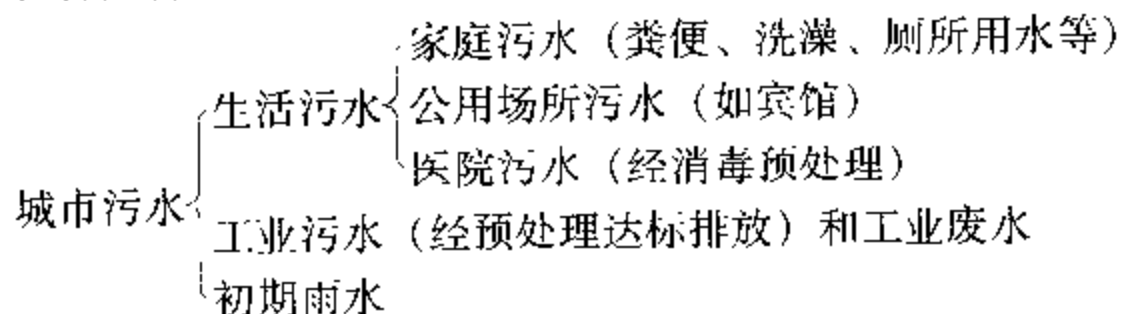 家庭污水（粪便、洗澡、厕所用水等）
生活污水
公用场所污水（如宾馆）
医院污水（经消毒预处理）
城市污水
工业污水（经预处理达标排放）和工业废水
初期雨水